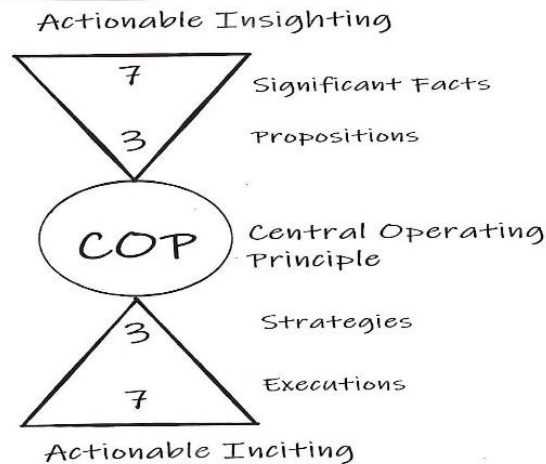 Actionable Insighting
7
Significant Facts
3
Propositions
COP
Central Operating
Principle
3
Strategies
7
Executions
Actionable Inciting